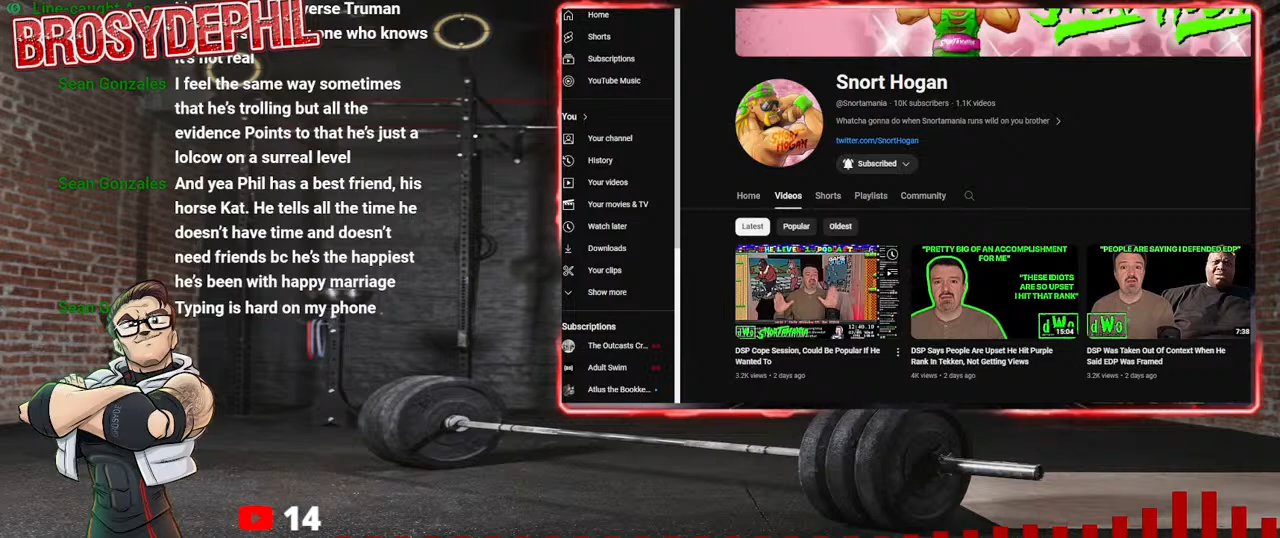 Line-caught
verse Truman
one who knows
it's not real
BROSYDEPHIL
Sean Gonzales I feel the same way sometimes
that he's trolling but all the
evidence Points to that he's just a
lolcow on a surreal level
Sean Gonzales And yea Phil has a best friend, his
horse Kat. He tells all the time he
doesn't have time and doesn't
need friends bc he's the happiest
he's been with happy marriage
Sean Typing is hard on my phone
14
Home
Shorts
Subscriptions
YouTube Music
You
Your channel
History
Your videos
Your movies & TV
Watch later
Downloads
Your clips
Show more
Subscriptions
The Outcasts Cr...
Adult Swim
Atlus the Bookke...
Snort Hogan
@Snortamania · 10K subscribers · 1.1K videos
Whatcha gonna do when Snortamania runs wild on you brother
twitter.com/SnortHogan
Subscribed
Home Videos Shorts Playlists Community
Latest Popular Oldest
SNORTAMANIA
DSP Cope Session, Could Be Popular If He
Wanted To
3.2K views · 2 days ago
"PRETTY BIG OF AN ACCOMPLISHMENT
FOR ME"
"THESE IDIOTS
ARE SO UPSET
I HIT THAT RANK"
dWo
15:04
DSP Says People Are Upset He Hit Purple
Rank In Tekken, Not Getting Views
4K views · 2 days ago
"PEOPLE ARE SAYING I DEFENDED EDP"
dWo
7:38
DSP Was Taken Out Of Context When He
Said EDP Was Framed
3.2K views · 2 days ago